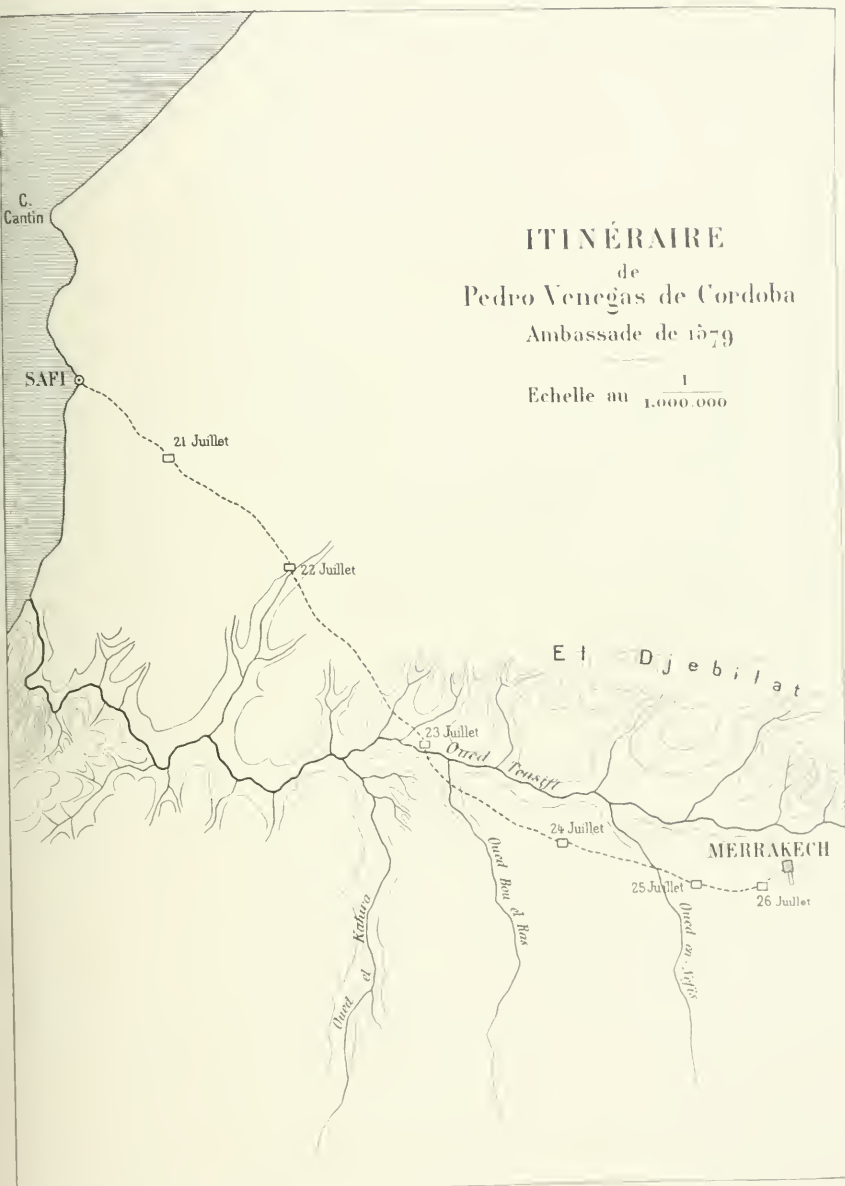 ITINÉRAIRE
de
Pedro Venegas de Cordoba
Ambassade de 1579
Echelle au 1/1.000.000
C.
Cantin
SAFI
21 Juillet
22 Juillet
El Djebilat
23 Juillet
Oued Tensift
24 Juillet
MERRAKECH
25 Juillet
26 Juillet
Oued el Kahira
Oued Bou el Ras
Oued en-Nefis